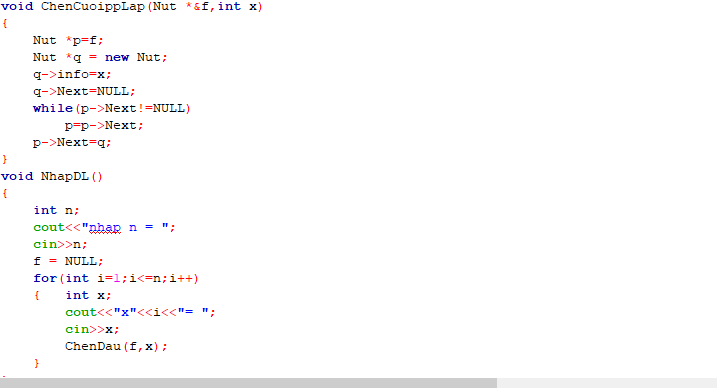 void ChenCuoippLap(Nut *&f,int x)
{
    Nut *p=f;
    Nut *q = new Nut;
    q->info=x;
    q->Next=NULL;
    while(p->Next!=NULL)
        p=p->Next;
    p->Next=q;
}
void NhapDL()
{
    int n;
    cout<<"nhap n = ";
    cin>>n;
    f = NULL;
    for(int i=1;i<=n;i++)
    {   int x;
        cout<<"x"<<i<<"= ";
        cin>>x;
        ChenDau(f,x);
    }